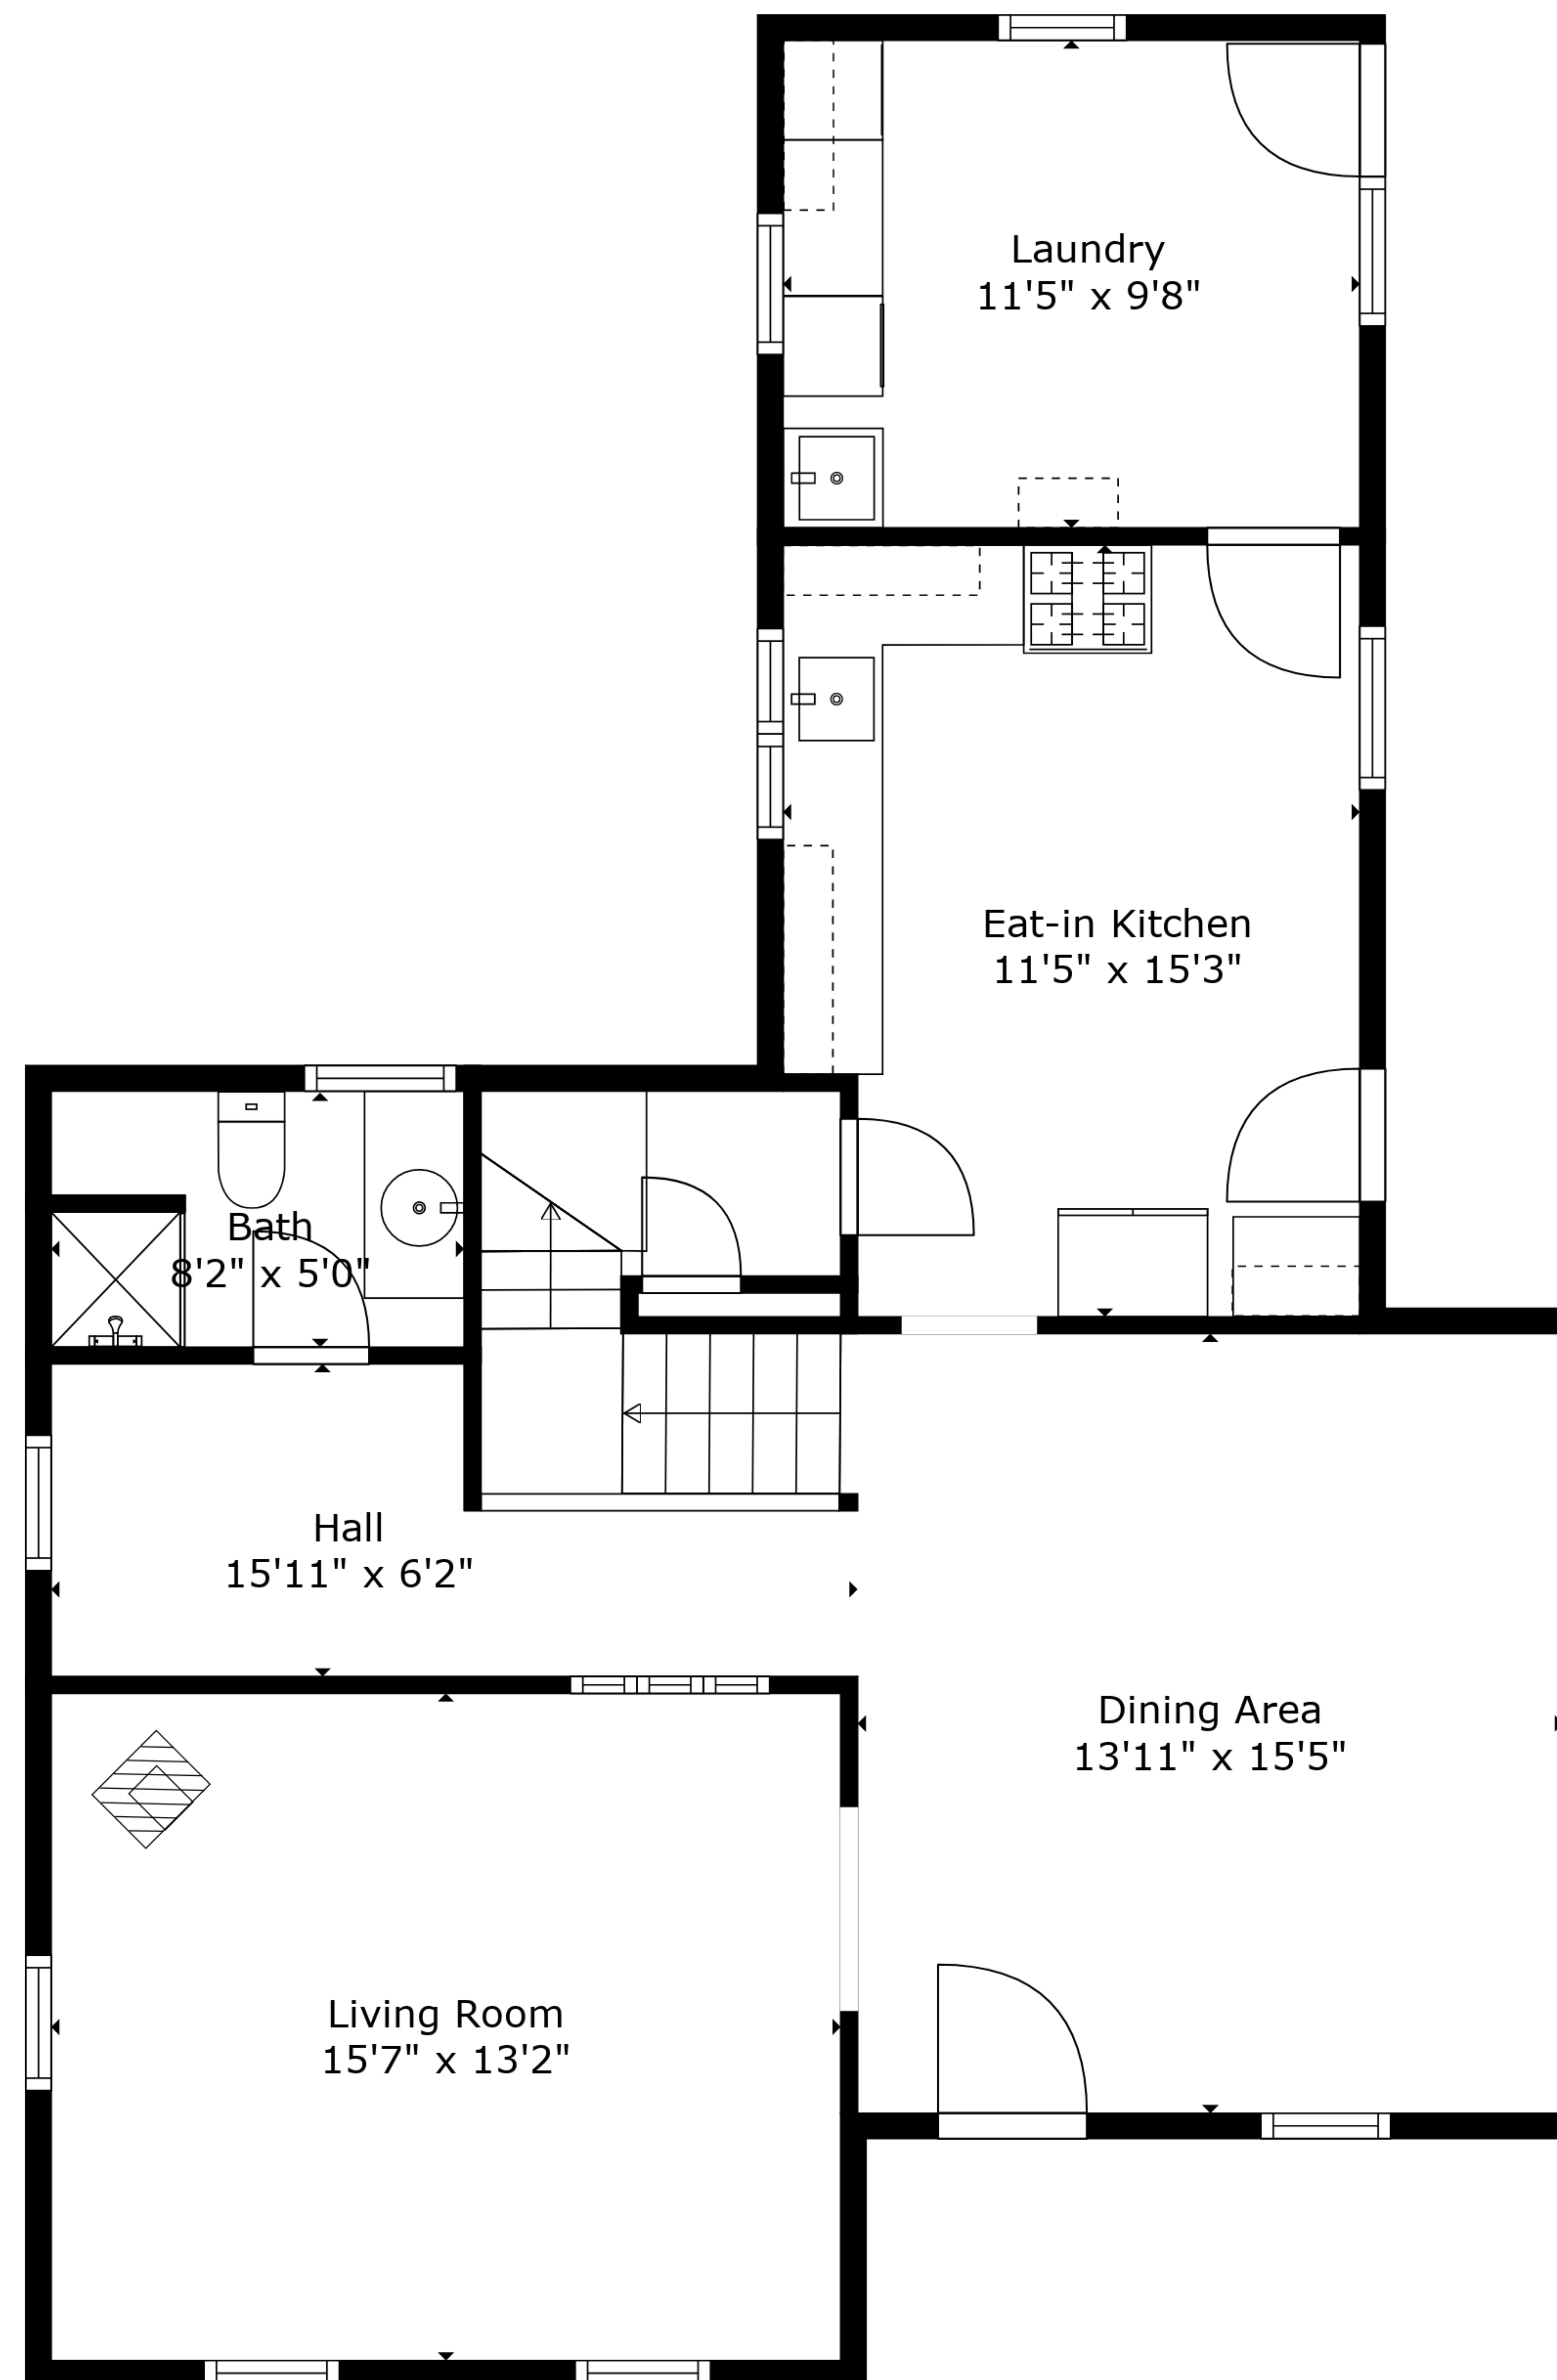 Laundry
11'5" x 9'8"
Eat-in Kitchen
11'5" x 15'3"
Bath
8'2" x 5'0"
Hall
15'11" x 6'2"
Dining Area
13'11" x 15'5"
Living Room
15'7" x 13'2"